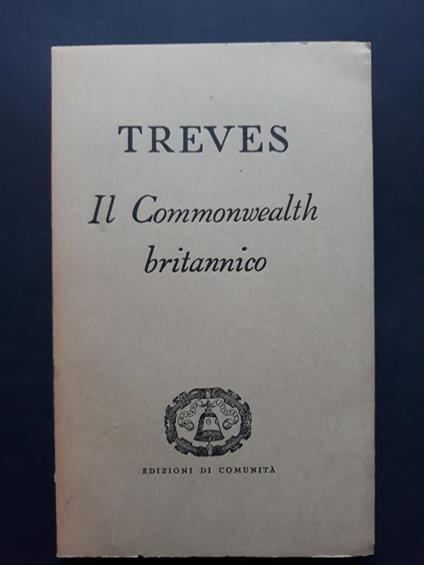 TREVES
Il Commonwealth
britannico
EDIZIONI DI COMUNITÀ